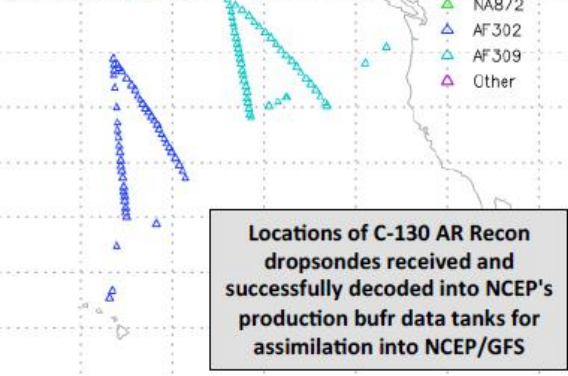 NA872
AF302
AF309
Other
Locations of C-130 AR Recon
dropsondes received and
successfully decoded into NCEP's
production bufr data tanks for
assimilation into NCEP/GFS